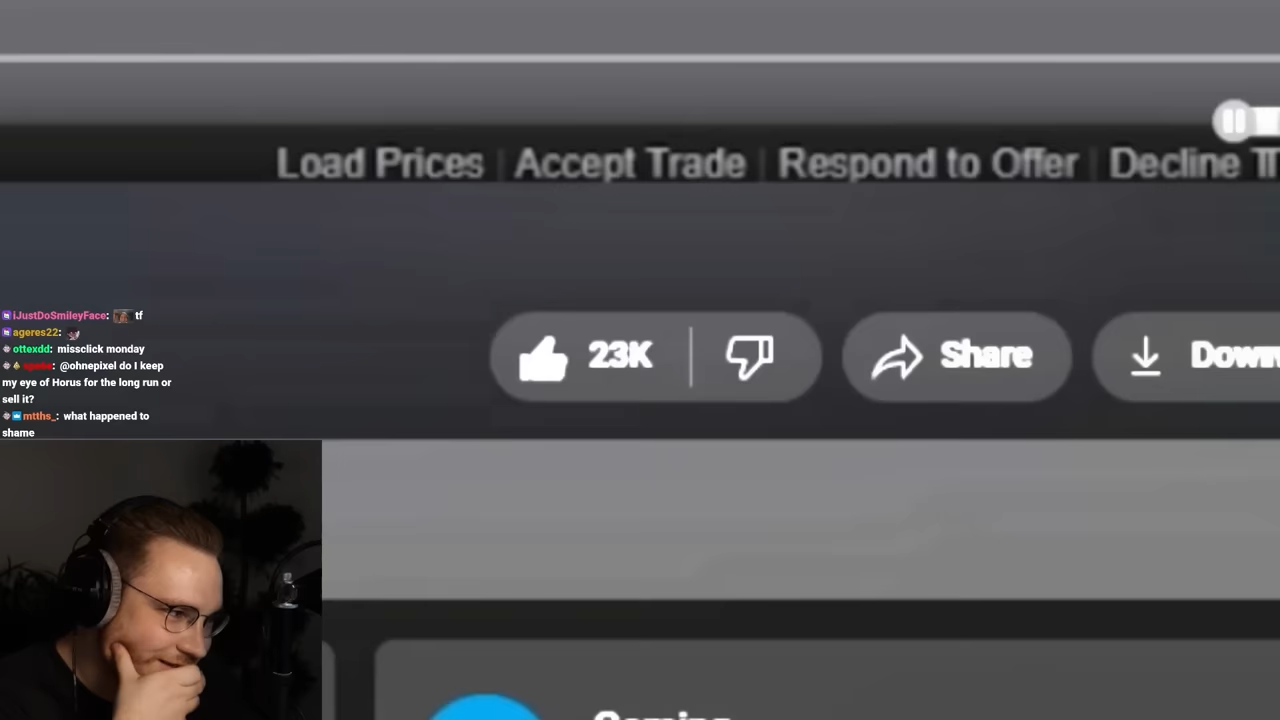 Load Prices | Accept Trade | Respond to Offer | Decline
23K
Share
iJustDoSmileyFace: tf
ageres22:
ottexdd: missclick monday
@ohnepixel do I keep
my eye of Horus for the long run or
sell it?
mtths_: what happened to
shame